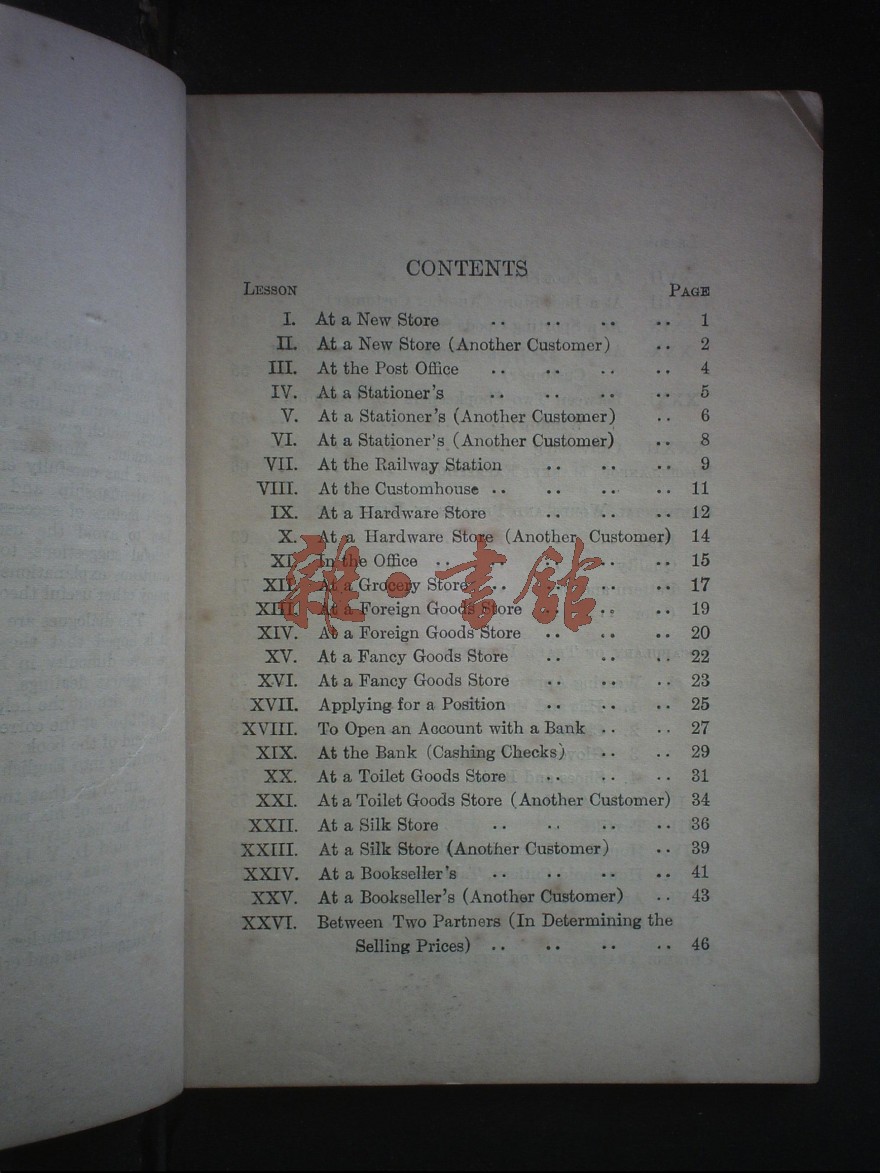 CONTENTS
LESSON PAGE
I. At a New Store .. .. .. .. 1
II. At a New Store (Another Customer) .. 2
III. At the Post Office .. .. .. .. 4
IV. At a Stationer's .. .. .. .. 5
V. At a Stationer's (Another Customer) .. 6
VI. At a Stationer's (Another Customer) .. 8
VII. At the Railway Station .. .. .. 9
VIII. At the Customhouse .. .. .. .. 11
IX. At a Hardware Store .. .. .. 12
X. At a Hardware Store (Another Customer) 14
XI. In the Office .. .. .. .. .. 15
XII. At a Grocery Store .. .. .. .. 17
XIII. At a Foreign Goods Store .. .. .. 19
XIV. At a Foreign Goods Store .. .. .. 20
XV. At a Fancy Goods Store .. .. .. 22
XVI. At a Fancy Goods Store .. .. .. 23
XVII. Applying for a Position .. .. .. 25
XVIII. To Open an Account with a Bank .. .. 27
XIX. At the Bank (Cashing Checks) .. .. 29
XX. At a Toilet Goods Store .. .. .. 31
XXI. At a Toilet Goods Store (Another Customer) 34
XXII. At a Silk Store .. .. .. .. 36
XXIII. At a Silk Store (Another Customer) .. 39
XXIV. At a Bookseller's .. .. .. .. 41
XXV. At a Bookseller's (Another Customer) .. 43
XXVI. Between Two Partners (In Determining the
Selling Prices) .. .. .. .. 46
雜·書館